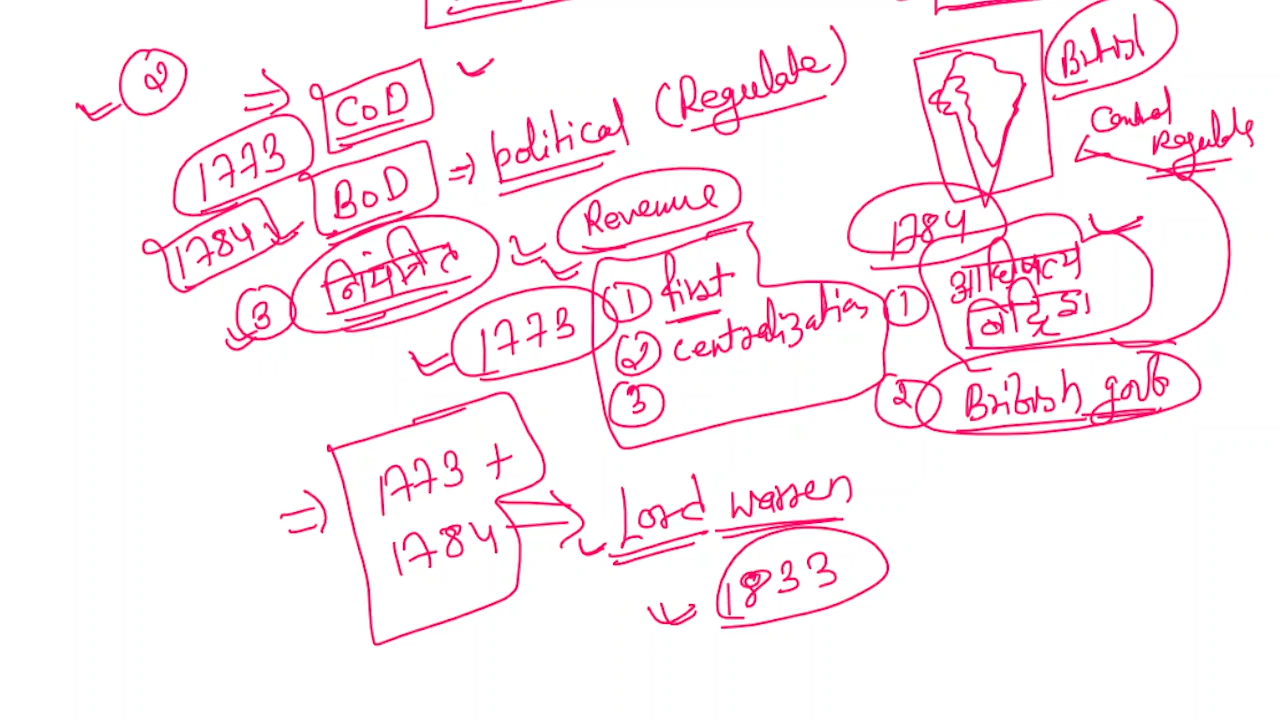 2
⇒ CoD
political (Regulate)
British
1773
Control
Regulate
BoD ⇒
1784
Revenue
1784
③ नियंत्रित
1773
① first
② centralization
③
①
② British govt
1773 +
⇒ 1784
Lord warren
1833